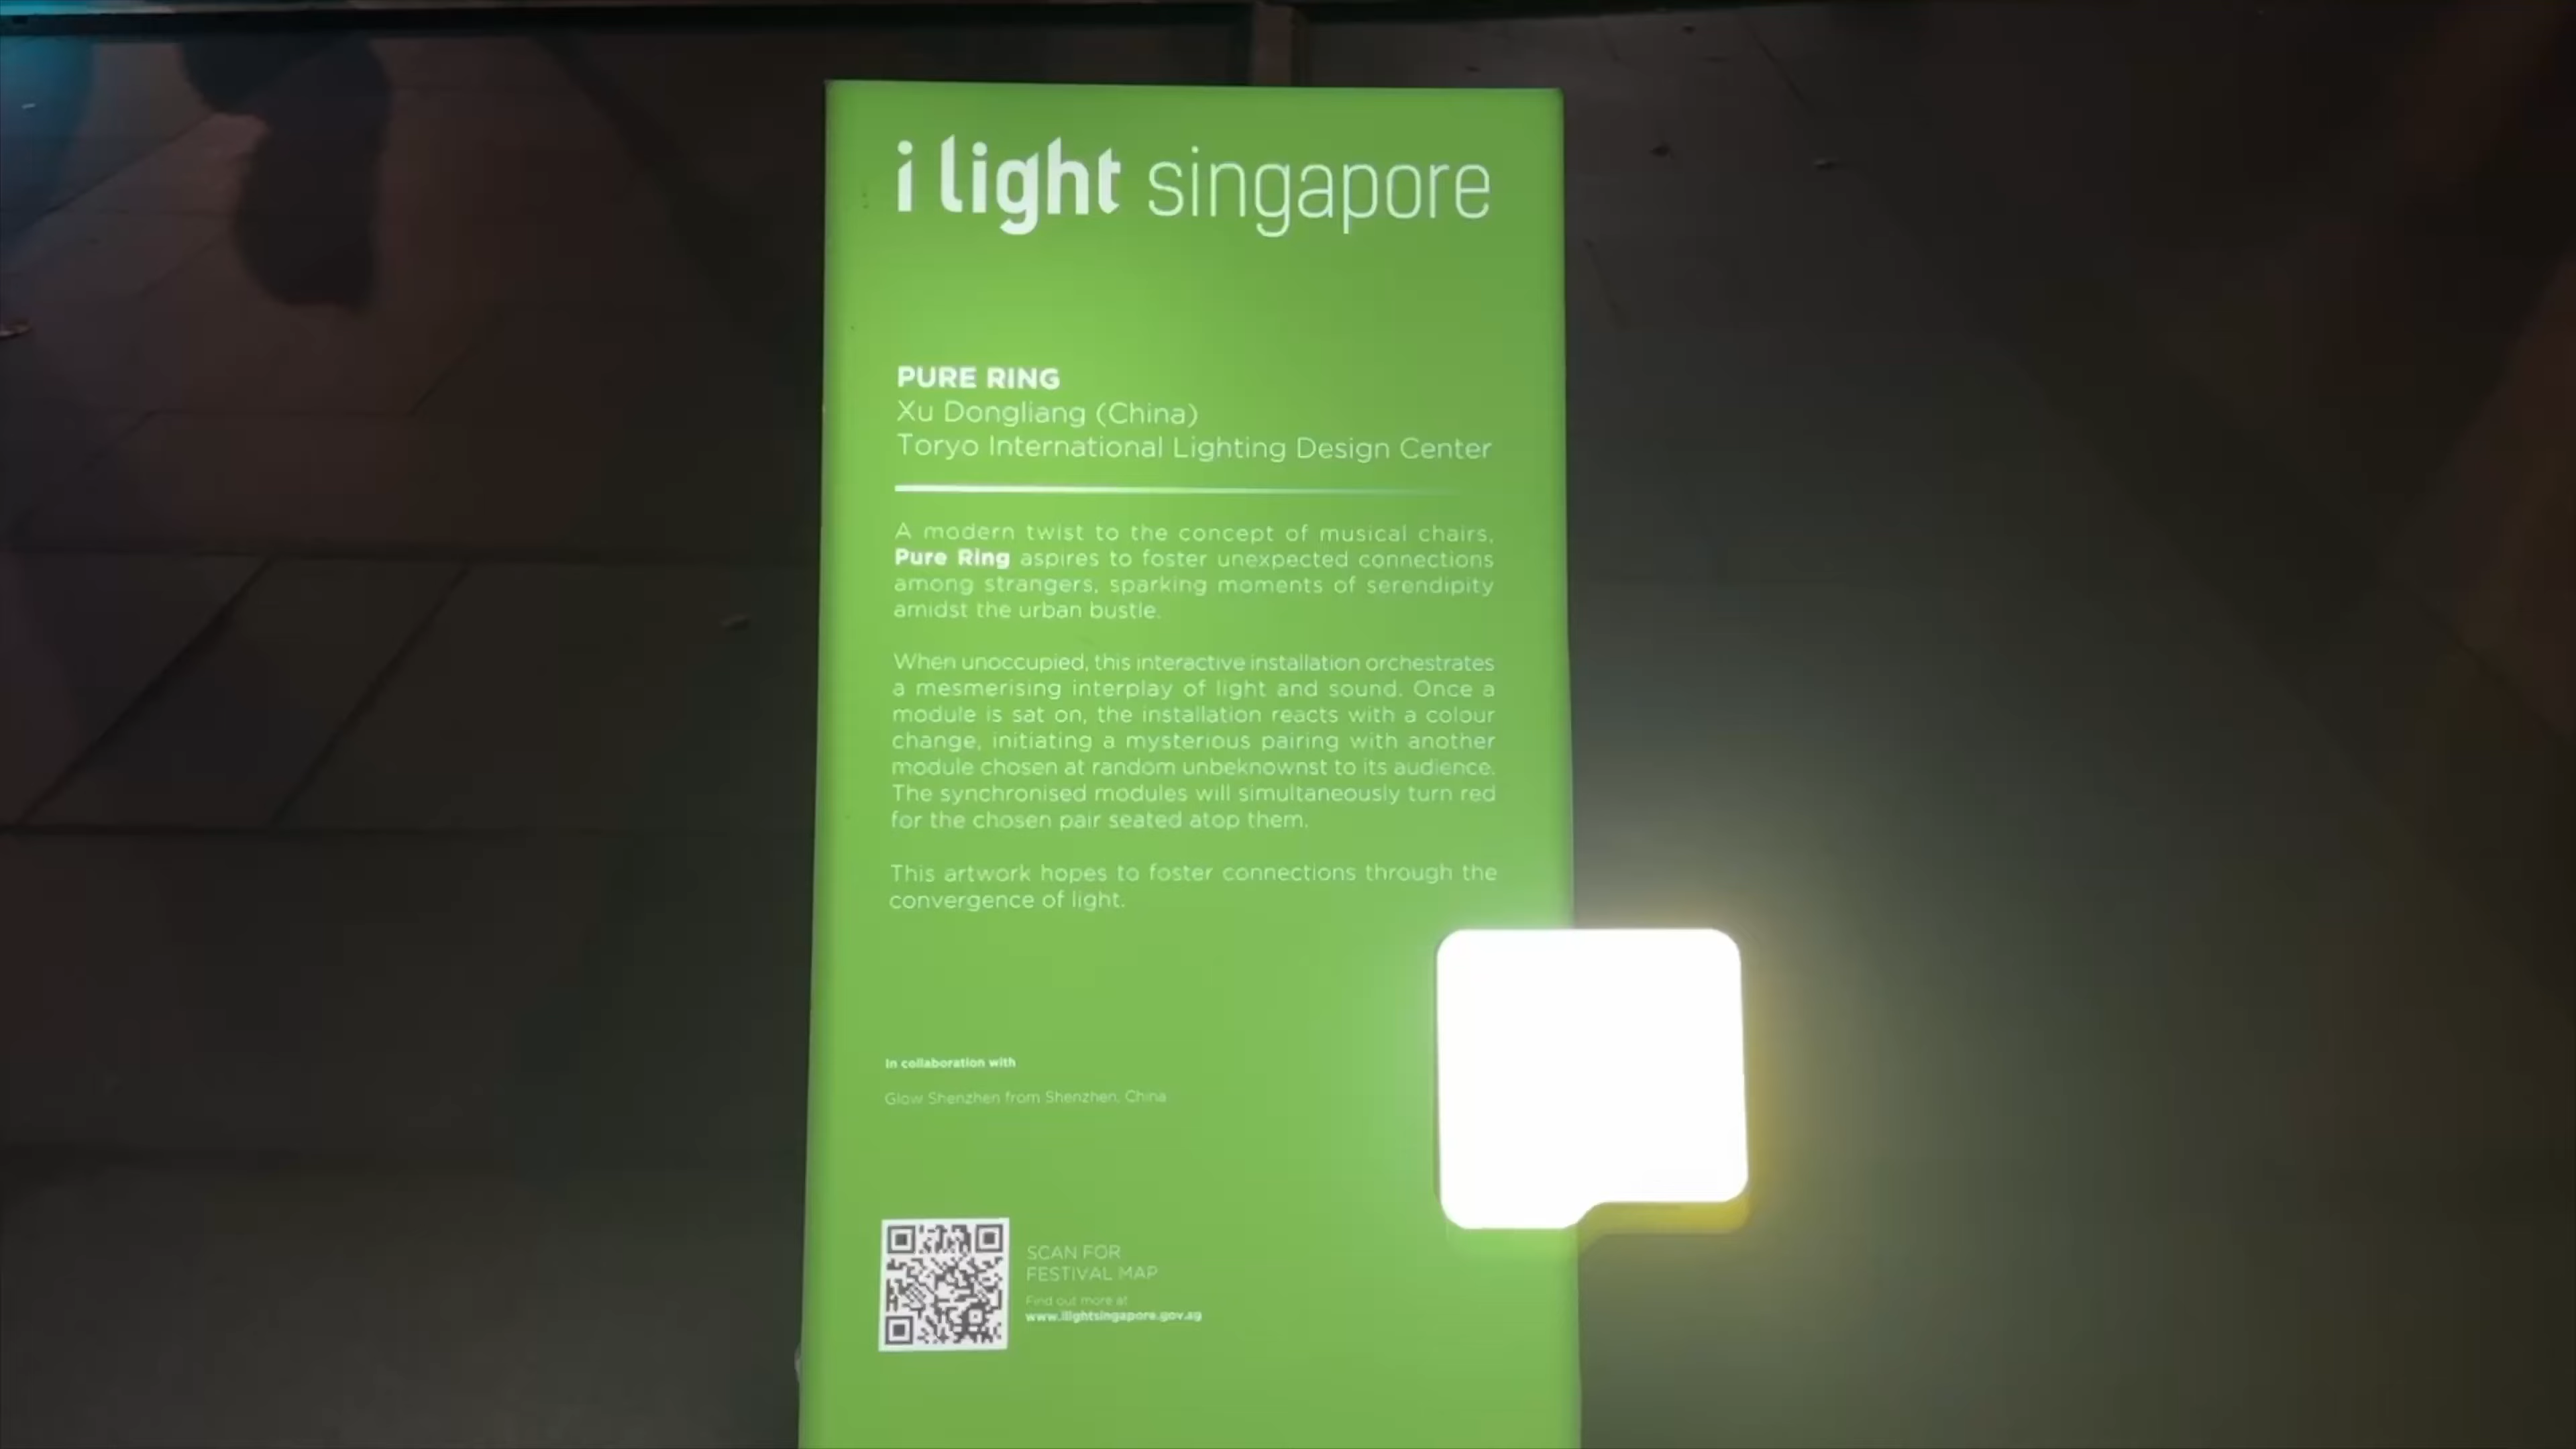 i light singapore
PURE RING
Xu Dongliang (China)
Toryo International Lighting Design Center
A modern twist to the concept of musical chairs,
Pure Ring aspires to foster unexpected connections
among strangers, sparking moments of serendipity
amidst the urban bustle.
When unoccupied, this interactive installation orchestrates
a mesmerising interplay of light and sound. Once a
module is sat on, the installation reacts with a colour
change, initiating a mysterious pairing with another
module chosen at random unbeknownst to its audience.
The synchronised modules will simultaneously turn red
for the chosen pair seated atop them.
This artwork hopes to foster connections through the
convergence of light.
In collaboration with
Glow Shenzhen from Shenzhen, China
SCAN FOR
FESTIVAL MAP
Find out more at
www.ilightsingapore.gov.sg